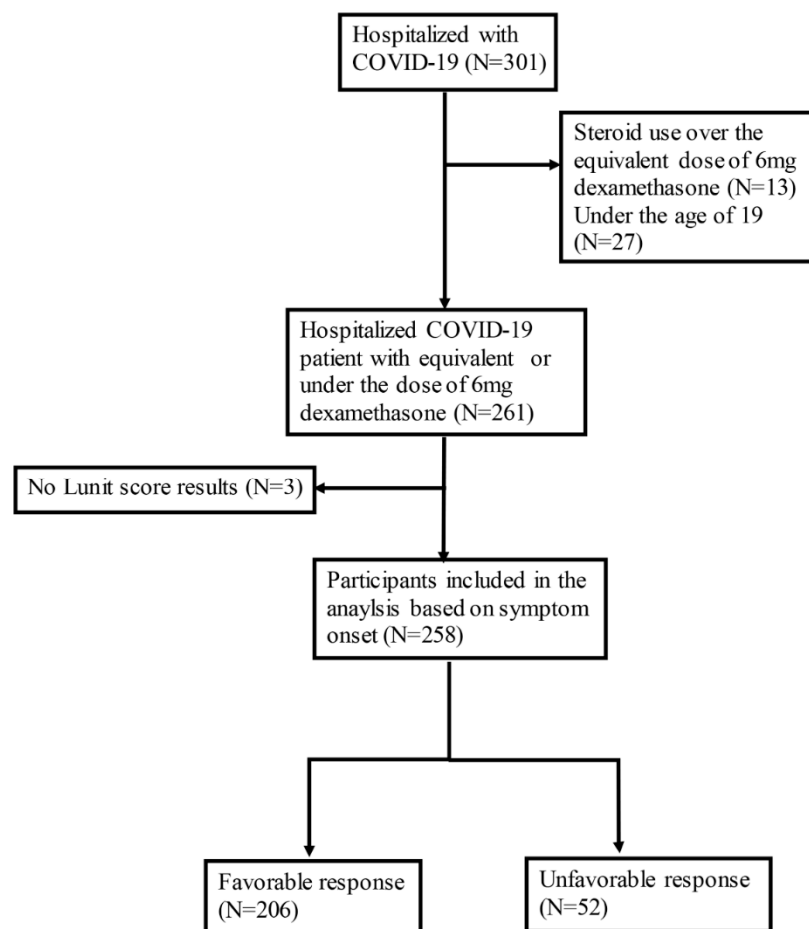 Hospitalized with
COVID-19 (N=301)
Steroid use over the
equivalent dose of 6mg
dexamethasone (N=13)
Under the age of 19
(N=27)
Hospitalized COVID-19
patient with equivalent or
under the dose of 6mg
dexamethasone (N=261)
No Lunit score results (N=3)
Participants included in the
anaylsis based on symptom
onset (N=258)
Favorable response
(N=206)
Unfavorable response
(N=52)